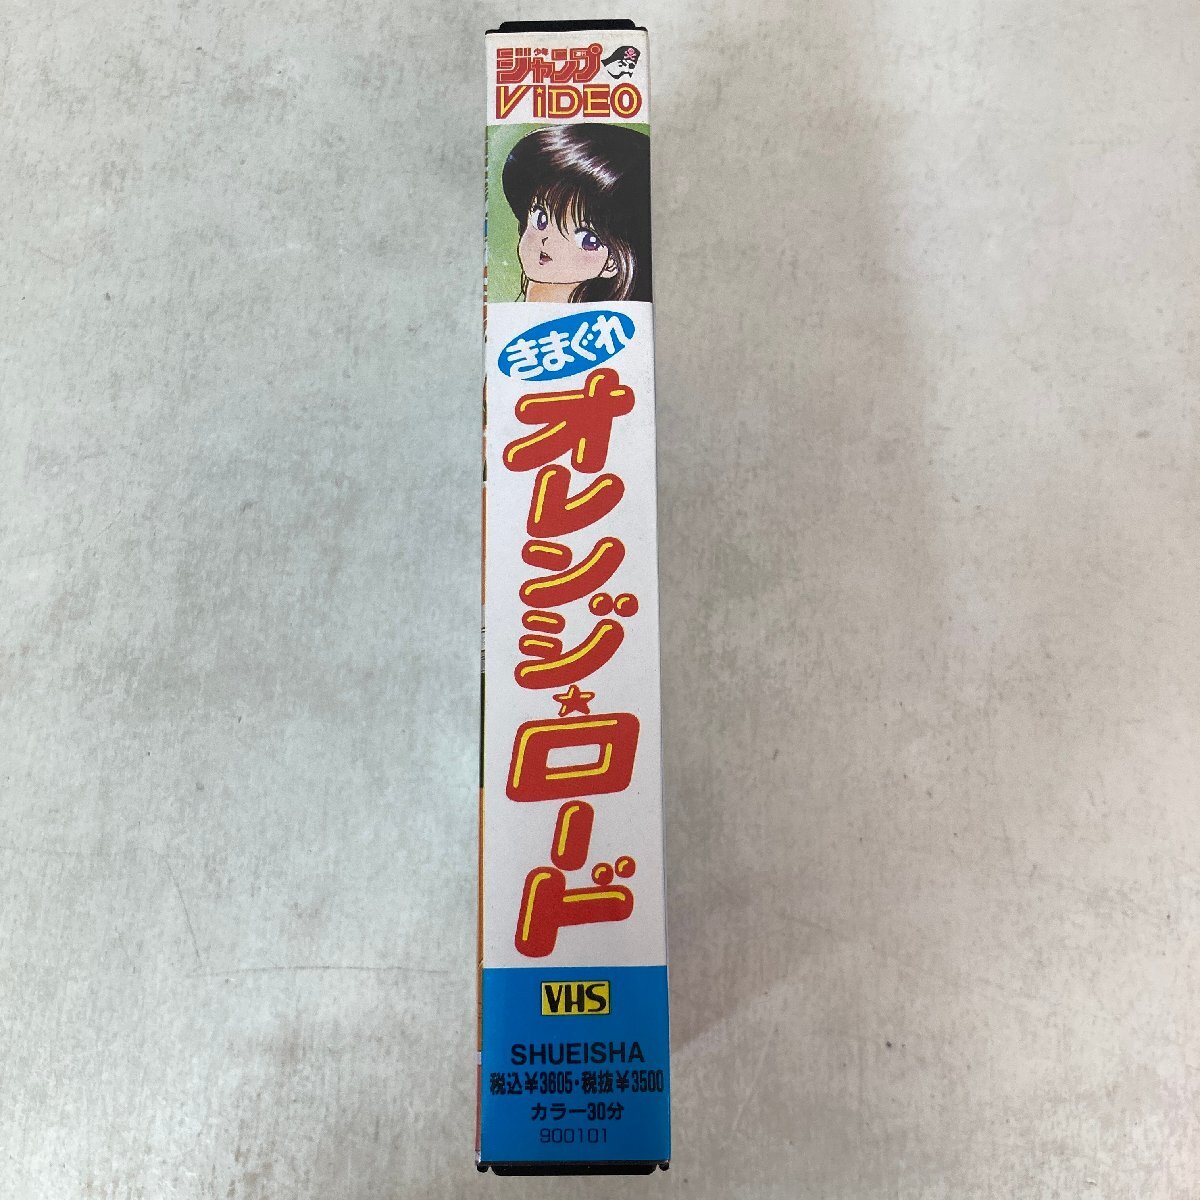 ジャンプ
VIDEO
きまぐれ
オレンジ☆ロード
VHS
SHUEISHA
税込¥3605・税抜¥3500
カラー30分
900101